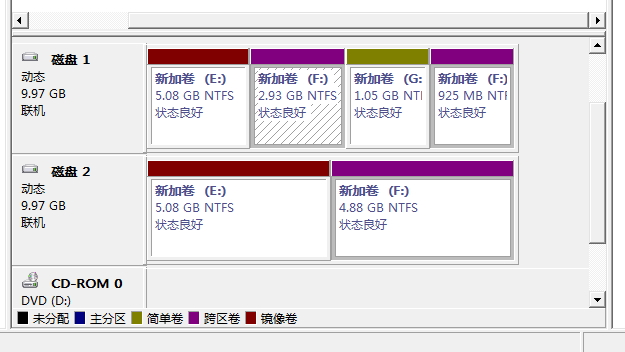 磁盘 1
动态
9.97 GB
联机
新加卷 (E:)
5.08 GB NTFS
状态良好
新加卷 (F:)
2.93 GB NTFS
状态良好
新加卷 (G:
1.05 GB NTI
状态良好
新加卷 (F:)
925 MB NTF
状态良好
磁盘 2
动态
9.97 GB
联机
新加卷 (E:)
5.08 GB NTFS
状态良好
新加卷 (F:)
4.88 GB NTFS
状态良好
CD-ROM 0
DVD (D:)
未分配 主分区 简单卷 跨区卷 镜像卷